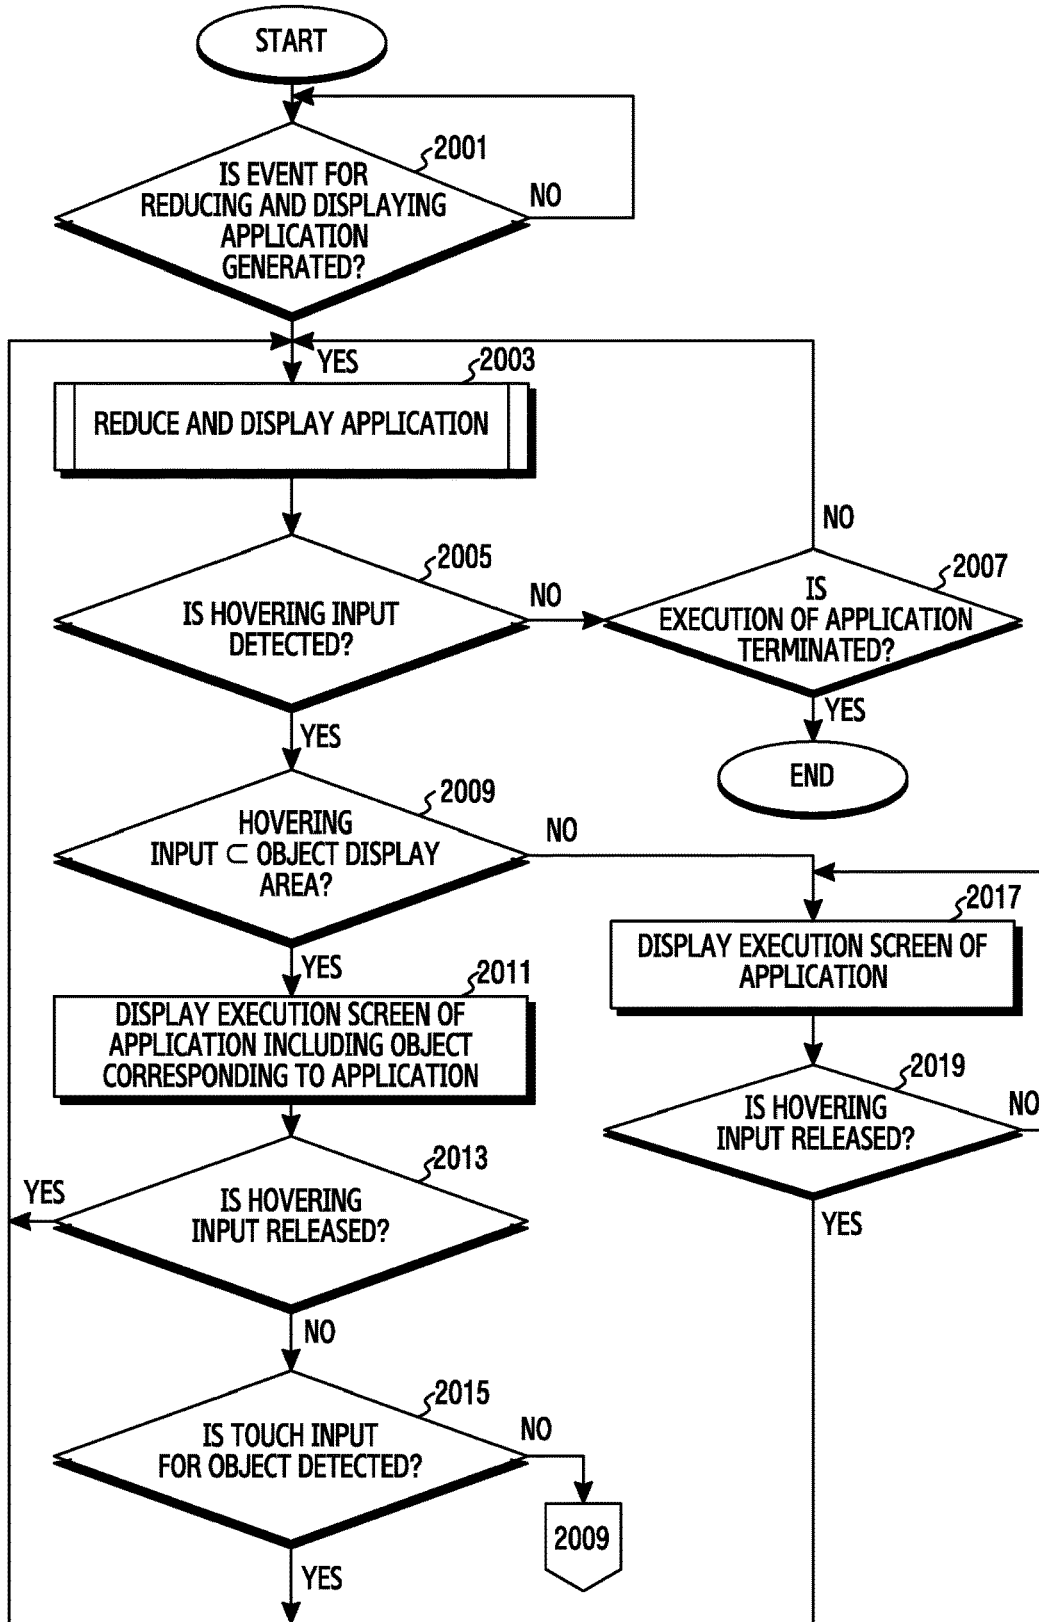 START
2001
IS EVENT FOR
REDUCING AND DISPLAYING
APPLICATION
GENERATED?
NO
YES
2003
REDUCE AND DISPLAY APPLICATION
2005
IS HOVERING INPUT
DETECTED?
NO
NO
2007
IS
EXECUTION OF APPLICATION
TERMINATED?
YES
END
YES
2009
HOVERING
INPUT ⊂ OBJECT DISPLAY
AREA?
NO
YES
2011
DISPLAY EXECUTION SCREEN OF
APPLICATION INCLUDING OBJECT
CORRESPONDING TO APPLICATION
2017
DISPLAY EXECUTION SCREEN OF
APPLICATION
2019
IS HOVERING
INPUT RELEASED?
NO
YES
2013
IS HOVERING
INPUT RELEASED?
YES
NO
2015
IS TOUCH INPUT
FOR OBJECT DETECTED?
NO
2009
YES